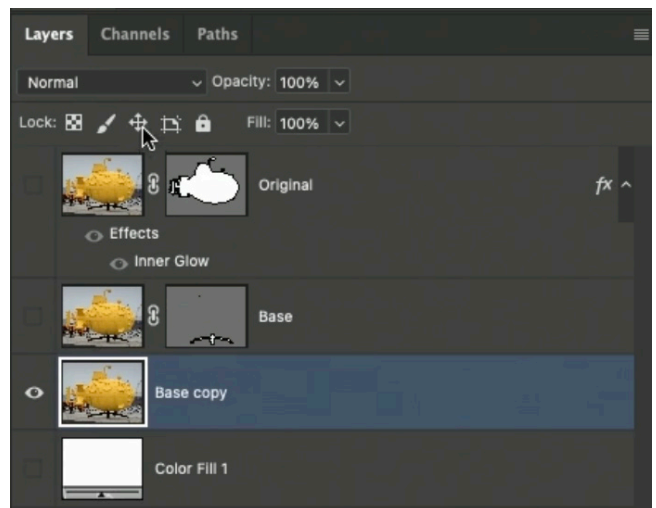 Layers Channels Paths
Normal Opacity: 100%
Lock: Fill: 100%
Original fx
Effects
Inner Glow
Base
Base copy
Color Fill 1